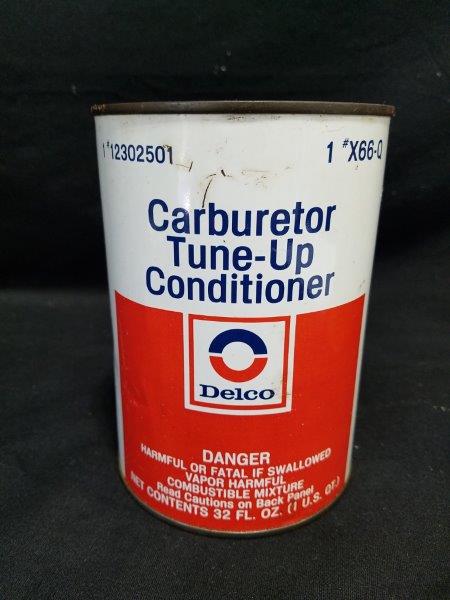 1 #12302501 1 #X66-Q
Carburetor
Tune-Up
Conditioner
Delco
DANGER
HARMFUL OR FATAL IF SWALLOWED
VAPOR HARMFUL
COMBUSTIBLE MIXTURE
Read Cautions on Back Panel
NET CONTENTS 32 FL. OZ. (1 U.S. QT.)